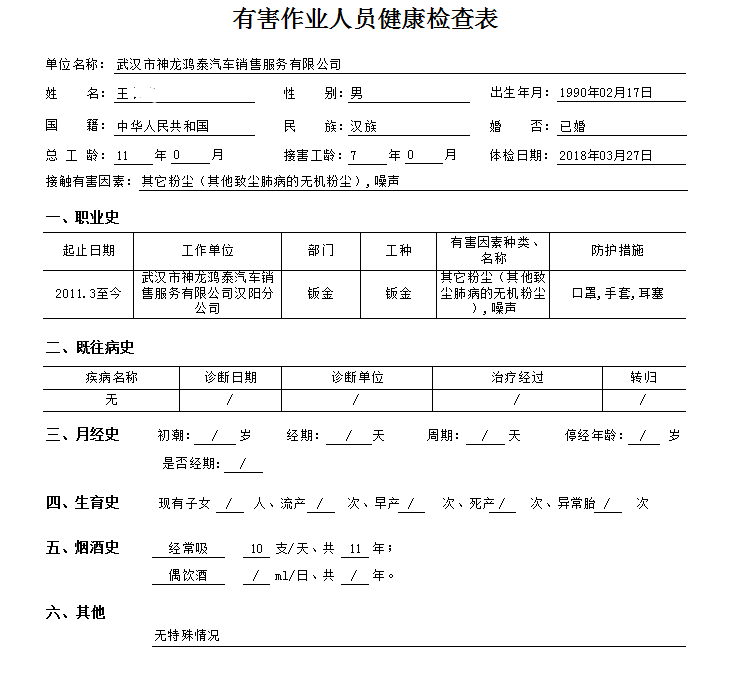 有害作业人员健康检查表
单位名称： 武汉市神龙鸿泰汽车销售服务有限公司
姓 名： 王 性 别： 男 出生年月： 1990年02月17日
国 籍： 中华人民共和国 民 族： 汉族 婚 否： 已婚
总 工 龄： 11 年 0 月 接害工龄： 7 年 0 月 体检日期： 2018年03月27日
接触有害因素： 其它粉尘（其他致尘肺病的无机粉尘）,噪声
一、职业史
起止日期 工作单位 部门 工种 有害因素种类、名称 防护措施
2011.3至今 武汉市神龙鸿泰汽车销售服务有限公司汉阳分公司 钣金 钣金 其它粉尘（其他致尘肺病的无机粉尘）,噪声 口罩,手套,耳塞
二、既往病史
疾病名称 诊断日期 诊断单位 治疗经过 转归
无 / / / /
三、月经史 初潮： / 岁 经期： / 天 周期： / 天 停经年龄： / 岁
是否经期： /
四、生育史 现有子女 / 人、流产 / 次、早产 / 次、死产 / 次、异常胎 / 次
五、烟酒史 经常吸 10 支/天、共 11 年；
偶饮酒 / ml/日、共 / 年。
六、其他
无特殊情况